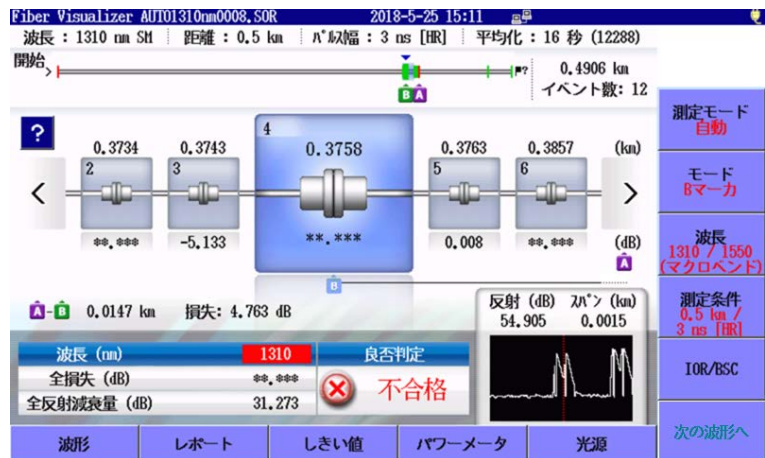 Fiber Visualizer AUTO1310nm0008.SOR 2018-5-25 15:11
波長：1310 nm SM 距離：0.5 km ﾊﾟﾙｽ幅：3 ns [HR] 平均化：16 秒 (12288)
開始
?
0.4906 km
B A
イベント数: 12
?
0.3734 0.3743 4 0.3758 0.3763 0.3857 (km)
2 3 5 6
< >
**.*** -5.133 **.*** 0.008 **.*** (dB)
A
B
A-B 0.0147 km 損失: 4.763 dB
反射 (dB) ｽﾊﾟﾝ (km)
54.905 0.0015
波長 (nm) 1310 良否判定
全損失 (dB) **.***
不合格
全反射減衰量 (dB) 31.273
測定モード
自動
モード
Bマーカ
波長
1310 / 1550
(マクロベンド)
測定条件
0.5 km /
3 ns [HR]
IOR/BSC
次の波形へ
波形 レポート しきい値 パワーメータ 光源